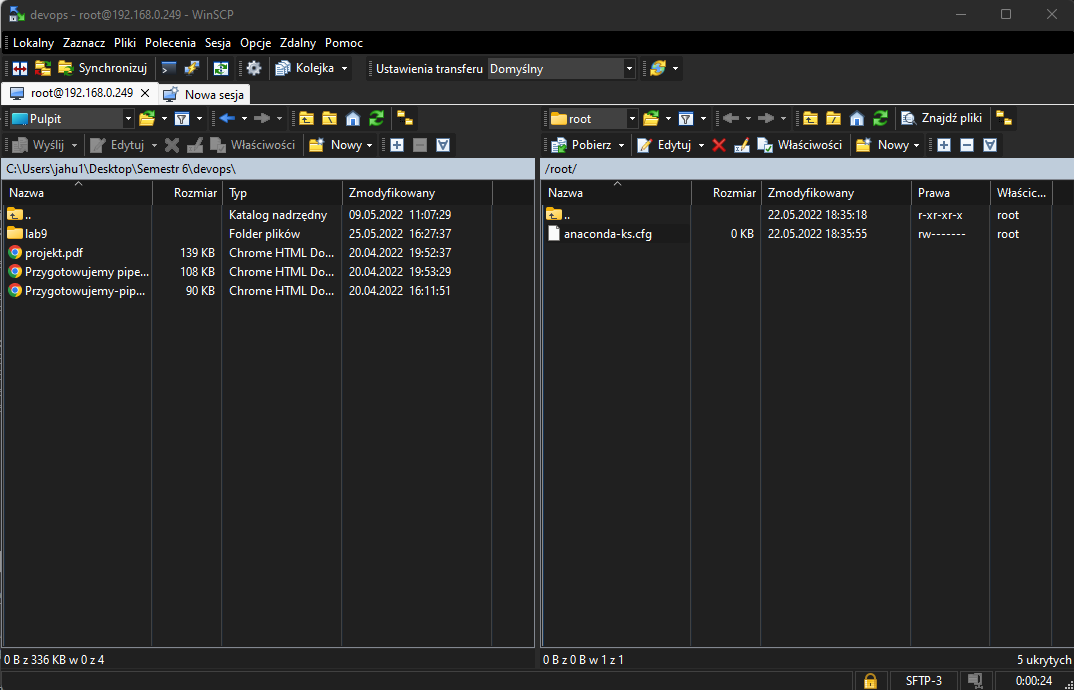 devops - root@192.168.0.249 - WinSCP
Lokalny Zaznacz Pliki Polecenia Sesja Opcje Zdalny Pomoc
Synchronizuj Kolejka Ustawienia transferu Domyślny
root@192.168.0.249 Nowa sesja
Pulpit
Wyślij Edytuj Właściwości Nowy
C:\Users\jahu1\Desktop\Semestr 6\devops\
Nazwa Rozmiar Typ Zmodyfikowany
.. Katalog nadrzędny 09.05.2022 11:07:29
lab9 Folder plików 25.05.2022 16:27:37
projekt.pdf 139 KB Chrome HTML Do... 20.04.2022 19:52:37
Przygotowujemy pipe... 108 KB Chrome HTML Do... 20.04.2022 19:53:29
Przygotowujemy-pip... 90 KB Chrome HTML Do... 20.04.2022 16:11:51
0 B z 336 KB w 0 z 4
root Znajdź pliki
Pobierz Edytuj Właściwości Nowy
/root/
Nazwa Rozmiar Zmodyfikowany Prawa Właścic...
.. 22.05.2022 18:35:18 r-xr-xr-x root
anaconda-ks.cfg 0 KB 22.05.2022 18:35:55 rw------- root
0 B z 0 B w 1 z 1 5 ukrytych
SFTP-3 0:00:24